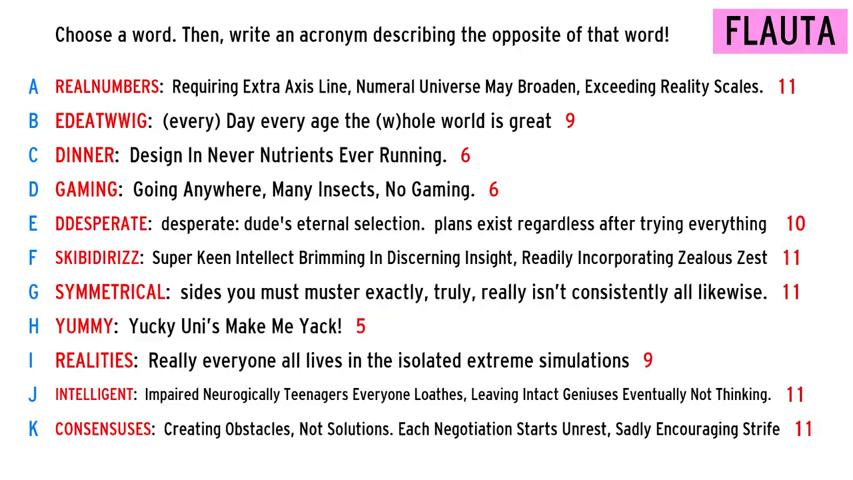 Choose a word. Then, write an acronym describing the opposite of that word!
FLAUTA
A REALNUMBERS: Requiring Extra Axis Line, Numeral Universe May Broaden, Exceeding Reality Scales. 11
B EDEATWWIG: (every) Day every age the (w)hole world is great 9
C DINNER: Design In Never Nutrients Ever Running. 6
D GAMING: Going Anywhere, Many Insects, No Gaming. 6
E DDESPERATE: desperate: dude's eternal selection. plans exist regardless after trying everything 10
F SKIBIDIRIZZ: Super Keen Intellect Brimming In Discerning Insight, Readily Incorporating Zealous Zest 11
G SYMMETRICAL: sides you must muster exactly, truly, really isn't consistently all likewise. 11
H YUMMY: Yucky Uni's Make Me Yack! 5
I REALITIES: Really everyone all lives in the isolated extreme simulations 9
J INTELLIGENT: Impaired Neurogically Teenagers Everyone Loathes, Leaving Intact Geniuses Eventually Not Thinking. 11
K CONSENSUSES: Creating Obstacles, Not Solutions. Each Negotiation Starts Unrest, Sadly Encouraging Strife 11